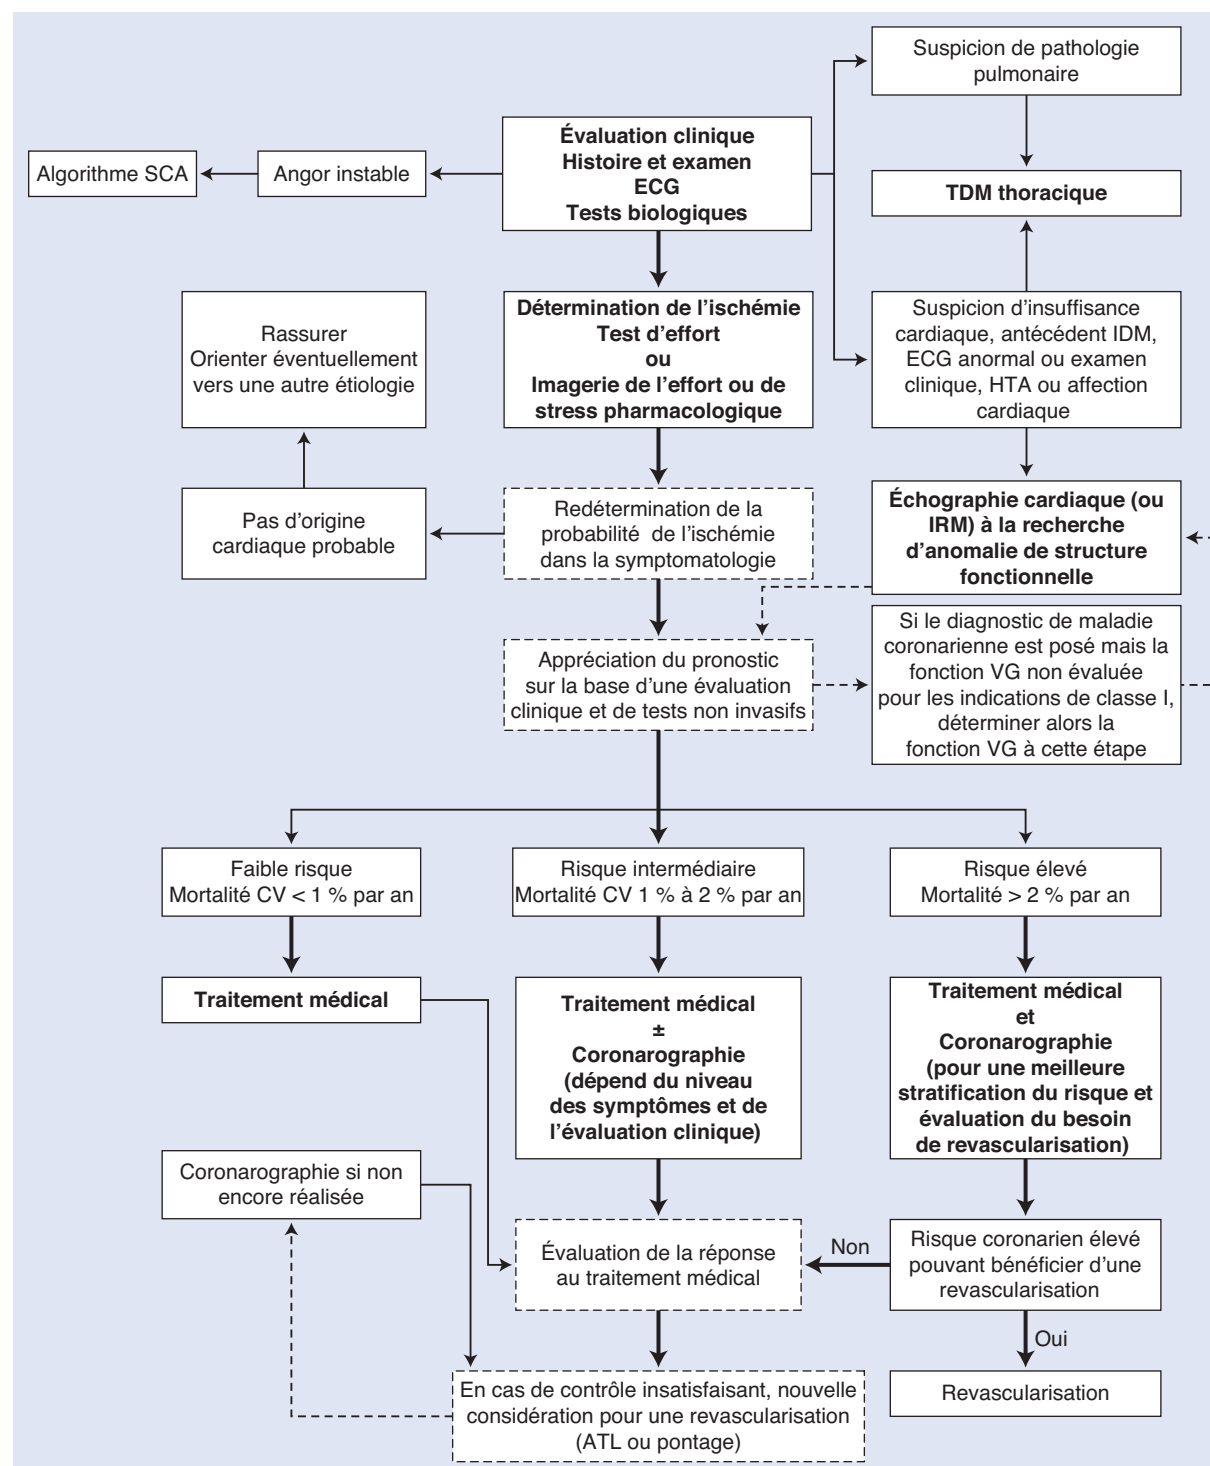 Suspicion de pathologie
pulmonaire
Évaluation clinique
Histoire et examen
ECG
Tests biologiques
Algorithme SCA
Angor instable
TDM thoracique
Rassurer
Orienter éventuellement
vers une autre étiologie
Détermination de l’ischémie
Test d’effort
ou
Imagerie de l’effort ou de
stress pharmacologique
Suspicion d’insuffisance
cardiaque, antécédent IDM,
ECG anormal ou examen
clinique, HTA ou affection
cardiaque
Pas d’origine
cardiaque probable
Redétermination de la
probabilité de l’ischémie
dans la symptomatologie
Échographie cardiaque (ou
IRM) à la recherche
d’anomalie de structure
fonctionnelle
Appréciation du pronostic
sur la base d’une évaluation
clinique et de tests non invasifs
Si le diagnostic de maladie
coronarienne est posé mais la
fonction VG non évaluée
pour les indications de classe I,
déterminer alors la
fonction VG à cette étape
Faible risque
Mortalité CV < 1 % par an
Risque intermédiaire
Mortalité CV 1 % à 2 % par an
Risque élevé
Mortalité > 2 % par an
Traitement médical
Traitement médical
±
Coronarographie
(dépend du niveau
des symptômes et de
l’évaluation clinique)
Traitement médical
et
Coronarographie
(pour une meilleure
stratification du risque et
évaluation du besoin
de revascularisation)
Coronarographie si non
encore réalisée
Évaluation de la réponse
au traitement médical
Non
Risque coronarien élevé
pouvant bénéficier d’une
revascularisation
Oui
En cas de contrôle insatisfaisant, nouvelle
considération pour une revascularisation
(ATL ou pontage)
Revascularisation